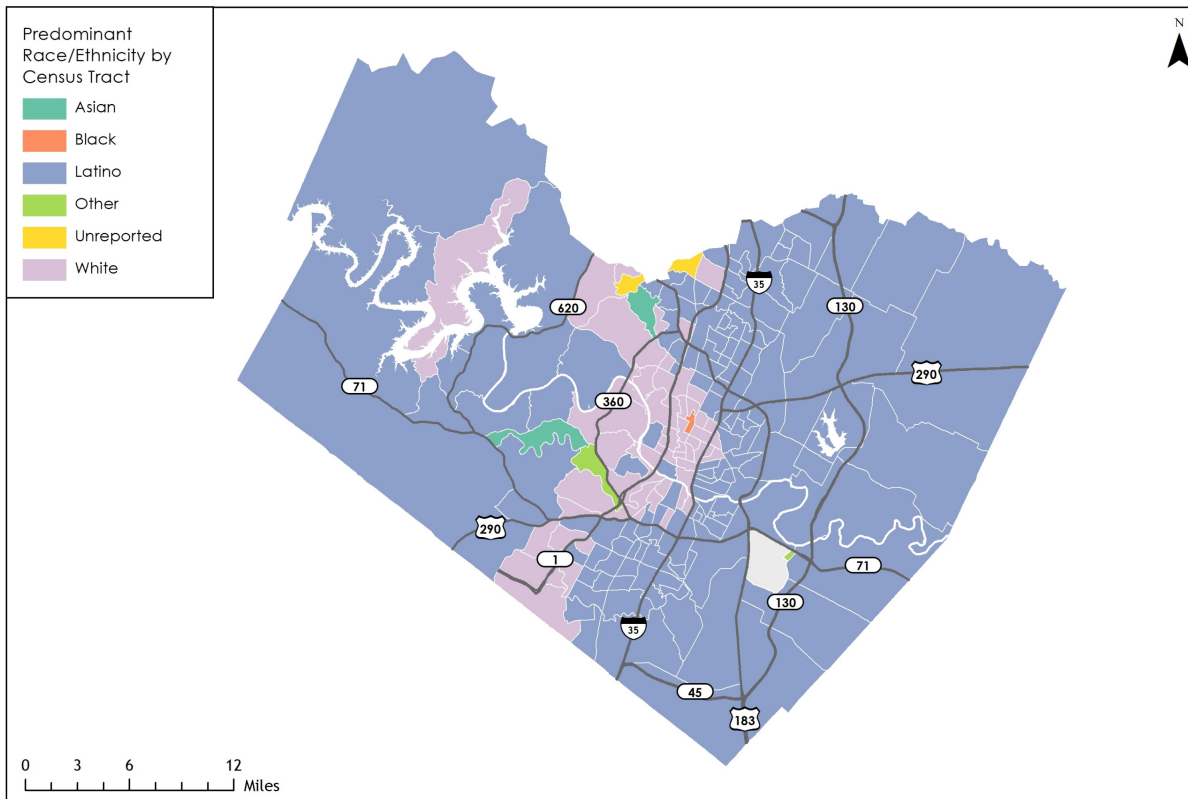 Predominant
Race/Ethnicity by
Census Tract
Asian
Black
Latino
Other
Unreported
White
N
35
130
620
290
71
360
290
1
71
130
35
45
183
0 3 6 12
Miles